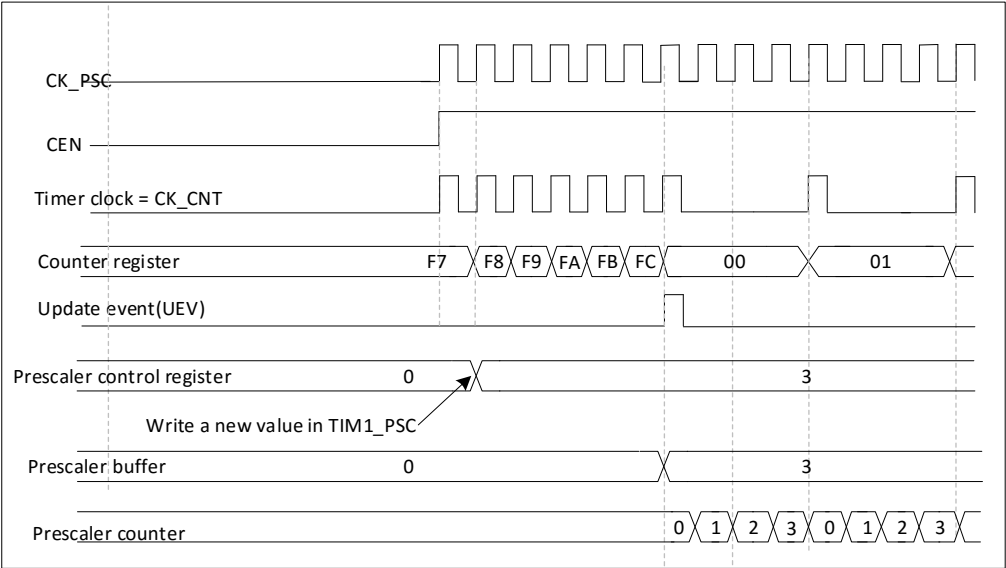 CK_PSC
CEN
Timer clock = CK_CNT
Counter register F7 F8 F9 FA FB FC 00 01
Update event(UEV)
Prescaler control register 0 3
Write a new value in TIM1_PSC
Prescaler buffer 0 3
Prescaler counter 0 1 2 3 0 1 2 3